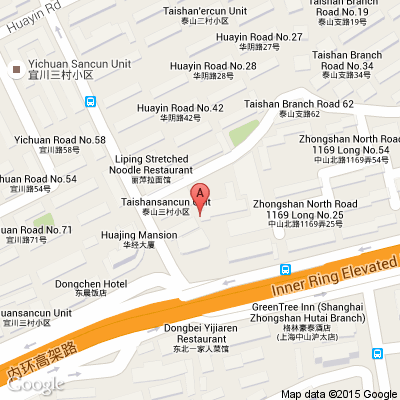 Huayin Rd
Taishan'ercun Unit
泰山二村小区
Road No.19
泰山支路19号
Huayin Road No.27
华阴路27号
Taishan Branch
Road No.34
泰山支路34号
Yichuan Sancun Unit
宜川三村小区
Huayin Road No.28
华阴路28号
Huayin Road No.42
华阴路42号
Taishan Branch Road 62
泰山支路62
Yichuan Road No.58
宜川路58号
Zhongshan North Road
1169 Long No.54
中山北路1169弄54号
Liping Stretched
Noodle Restaurant
丽萍拉面馆
Road No.54
宜川路54号
A
Taishansancun Unit
泰山三村小区
Zhongshan North Road
1169 Long No.25
中山北路1169弄25号
Road No.71
宜川路71号
Huajing Mansion
华经大厦
Dongchen Hotel
东晨饭店
Inner Ring Elevated
huansancun Unit
宜川三村小区
GreenTree Inn (Shanghai
Zhongshan Hutai Branch)
格林豪泰酒店
(上海中山沪太店)
Dongbei Yijiaren
Restaurant
东北一家人菜馆
内环高架路
Google
Map data ©2015 Google